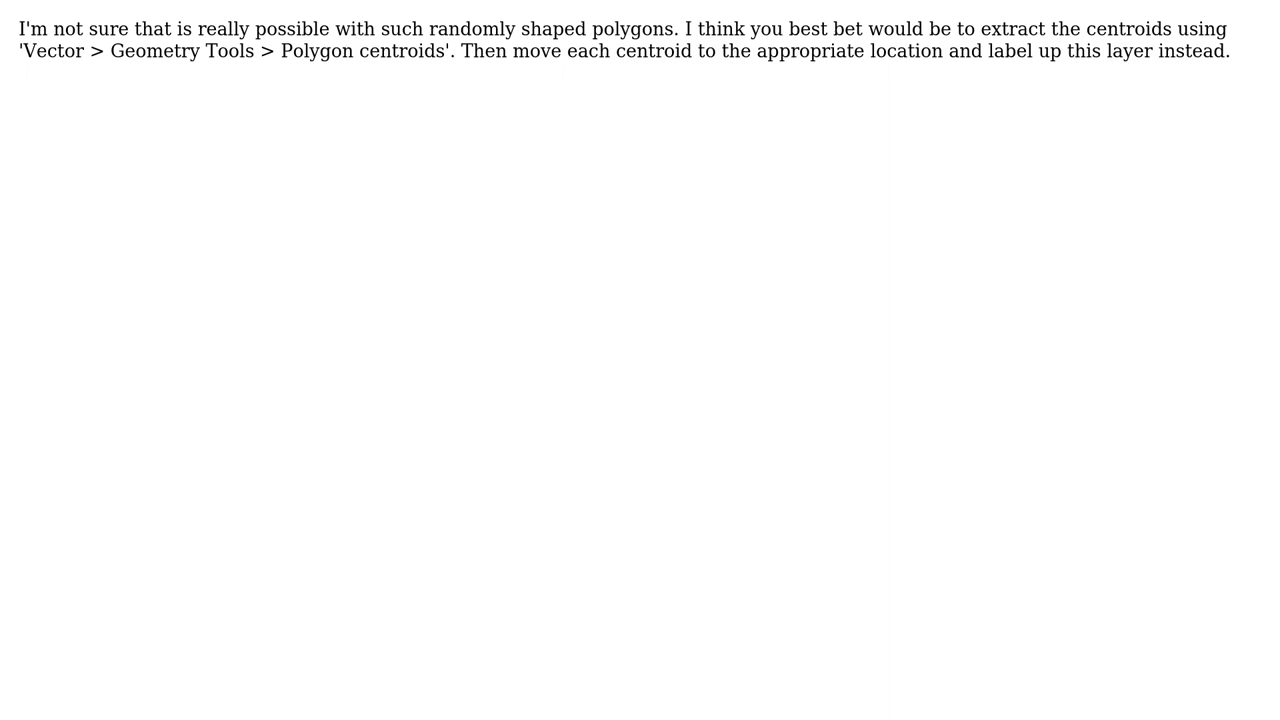 I'm not sure that is really possible with such randomly shaped polygons. I think you best bet would be to extract the centroids using
'Vector > Geometry Tools > Polygon centroids'. Then move each centroid to the appropriate location and label up this layer instead.